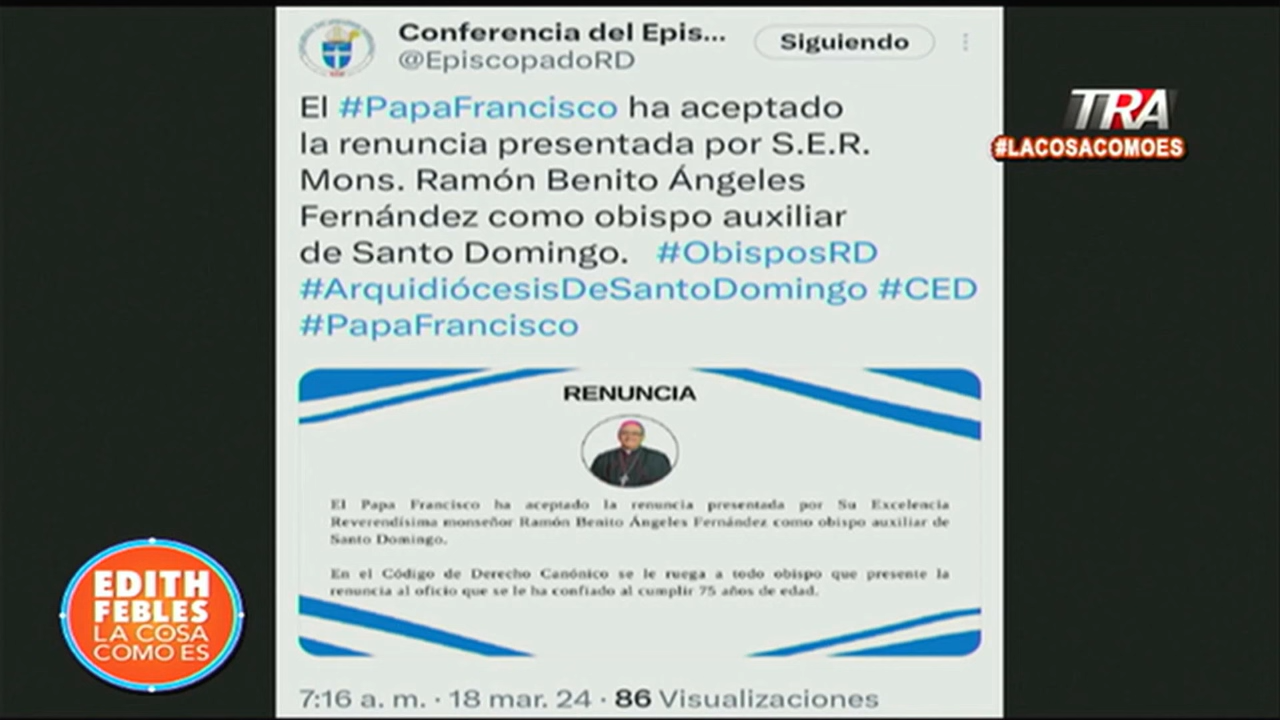 Conferencia del Epis...
Siguiendo
@EpiscopadoRD
El #PapaFrancisco ha aceptado
la renuncia presentada por S.E.R.
Mons. Ramón Benito Ángeles
Fernández como obispo auxiliar
de Santo Domingo. #ObisposRD
#ArquidiócesisDeSantoDomingo #CED
#PapaFrancisco
RENUNCIA
El Papa Francisco ha aceptado la renuncia presentada por Su Excelencia
Reverendísima monseñor Ramón Benito Ángeles Fernández como obispo auxiliar de
Santo Domingo.
En el Código de Derecho Canónico se le ruega a todo obispo que presente la
renuncia al oficio que se le ha confiado al cumplir 75 años de edad.
7:16 a. m. · 18 mar. 24 · 86 Visualizaciones
TRA
#LACOSACOMOES
EDITH
FEBLES
LA COSA
COMO ES